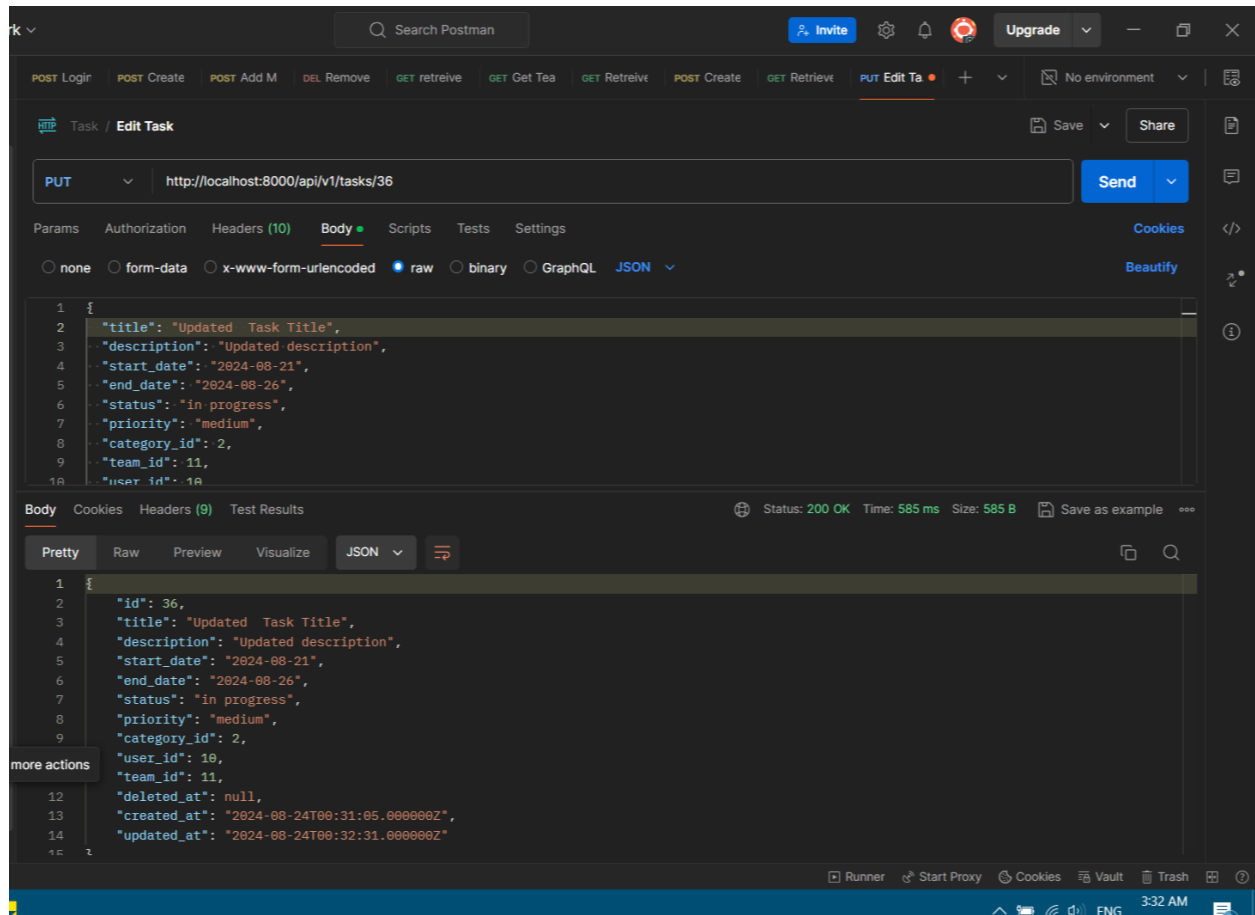 rk
Search Postman
Invite
Upgrade
POST Login POST Create POST Add M DEL Remove GET retreive GET Get Tea GET Retreive POST Create GET Retrieve PUT Edit Ta No environment
HTTP Task / Edit Task Save Share
PUT http://localhost:8000/api/v1/tasks/36 Send
Params Authorization Headers (10) Body Scripts Tests Settings Cookies
none form-data x-www-form-urlencoded raw binary GraphQL JSON Beautify
1 {
2 "title": "Updated  Task Title",
3 "description": "Updated description",
4 "start_date": "2024-08-21",
5 "end_date": "2024-08-26",
6 "status": "in progress",
7 "priority": "medium",
8 "category_id": 2,
9 "team_id": 11,
10 "user_id": 10
Body Cookies Headers (9) Test Results Status: 200 OK Time: 585 ms Size: 585 B Save as example
Pretty Raw Preview Visualize JSON
1 {
2 "id": 36,
3 "title": "Updated  Task Title",
4 "description": "Updated description",
5 "start_date": "2024-08-21",
6 "end_date": "2024-08-26",
7 "status": "in progress",
8 "priority": "medium",
9 "category_id": 2,
"user_id": 10,
more actions
"team_id": 11,
12 "deleted_at": null,
13 "created_at": "2024-08-24T00:31:05.000000Z",
14 "updated_at": "2024-08-24T00:32:31.000000Z"
15 }
Runner Start Proxy Cookies Vault Trash
ENG 3:32 AM